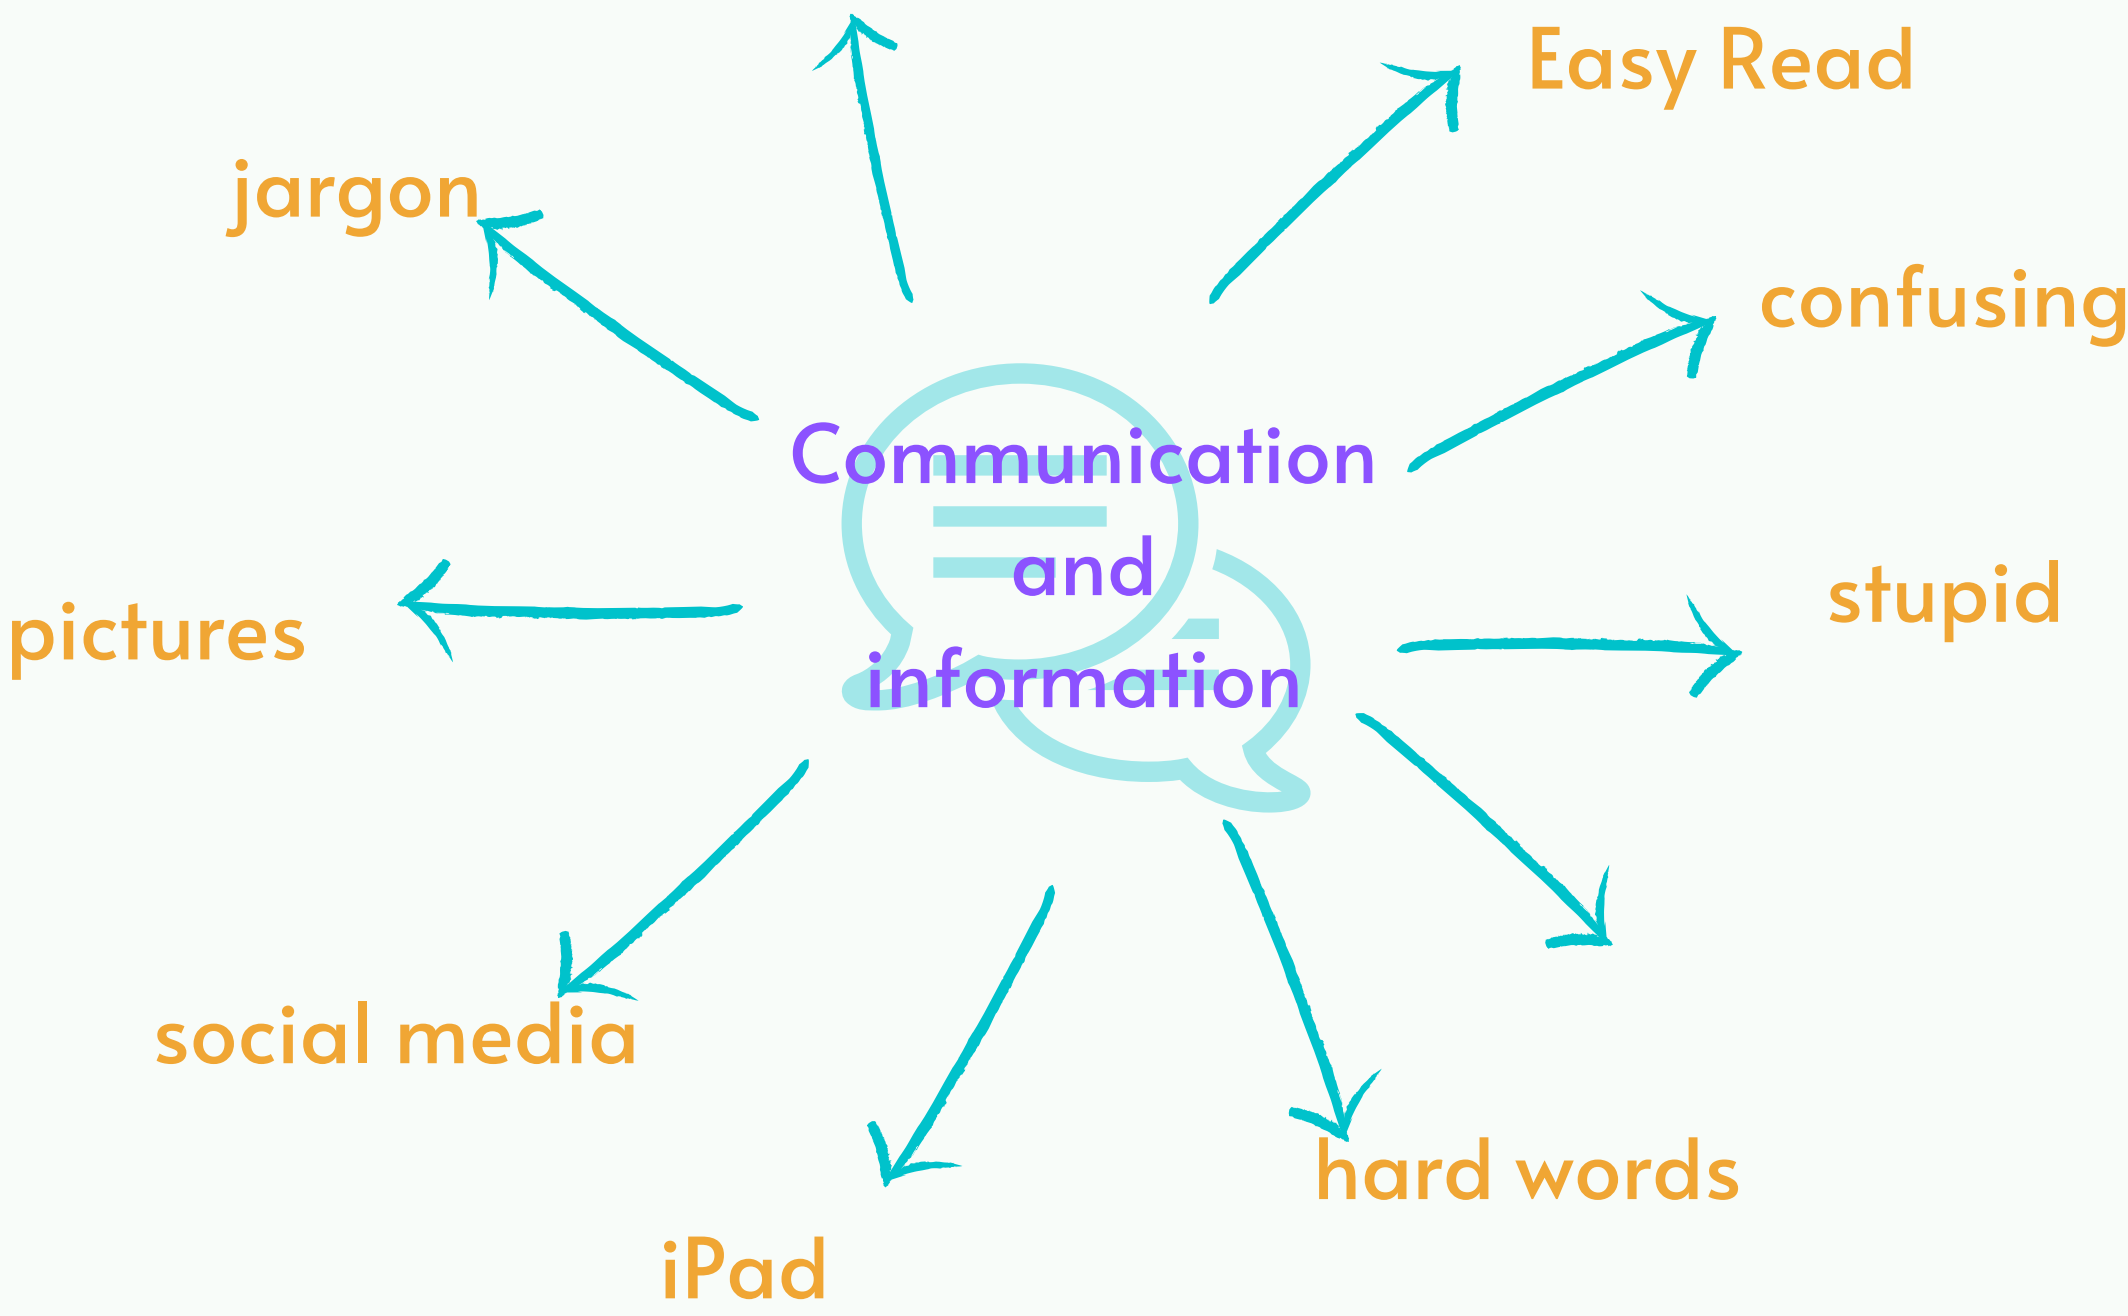 Easy Read
jargon
confusing
Communication
and
information
stupid
pictures
social media
hard words
iPad